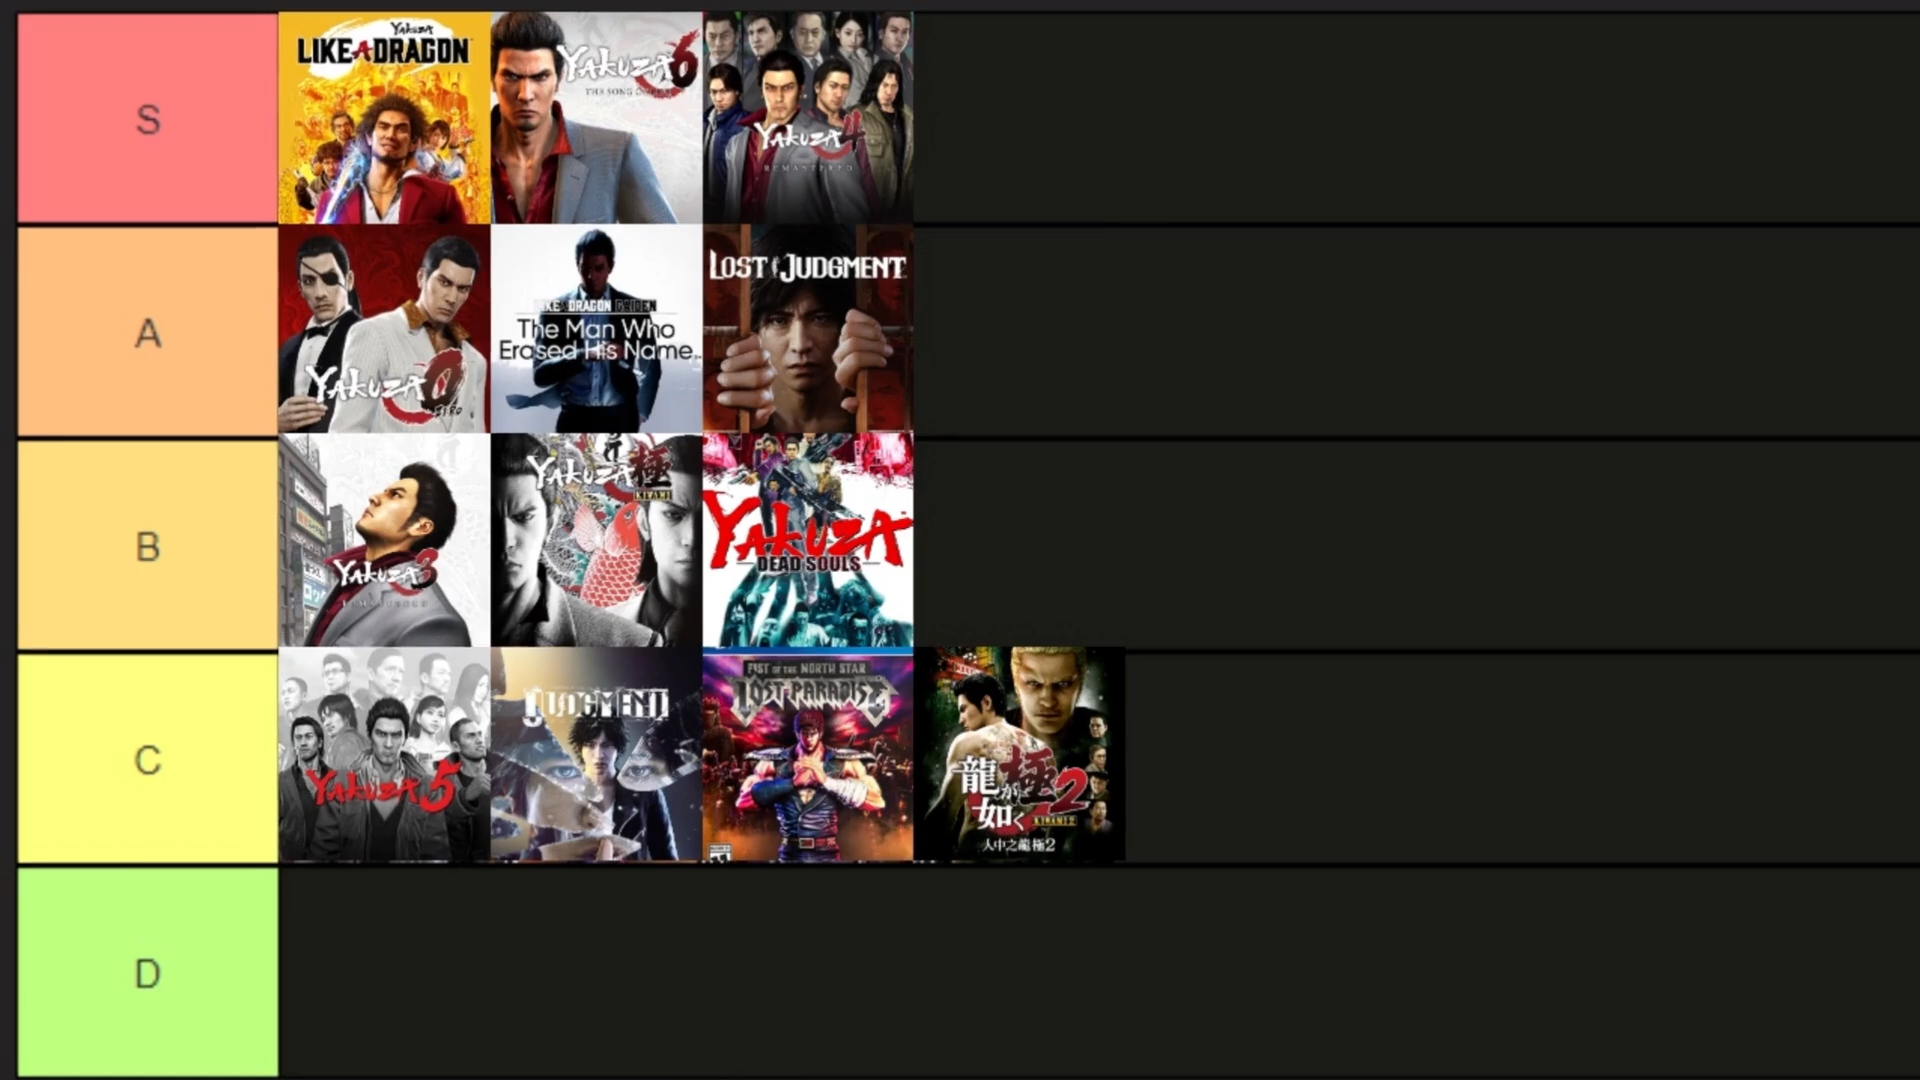 S
YAKUZA
LIKE A DRAGON
YAKUZA 6
THE SONG OF LIFE
YAKUZA 4
REMASTERED
A
YAKUZA 0
ZERO
LIKE A DRAGON GAIDEN
The Man Who
Erased His Name
LOST JUDGMENT
B
YAKUZA 3
REMASTERED
YAKUZA 極
KIWAMI
YAKUZA
DEAD SOULS
C
YAKUZA 5
JUDGMENT
FIST OF THE NORTH STAR
LOST PARADISE
龍が如く 極2
KIWAMI 2
人中之龍 極2
D